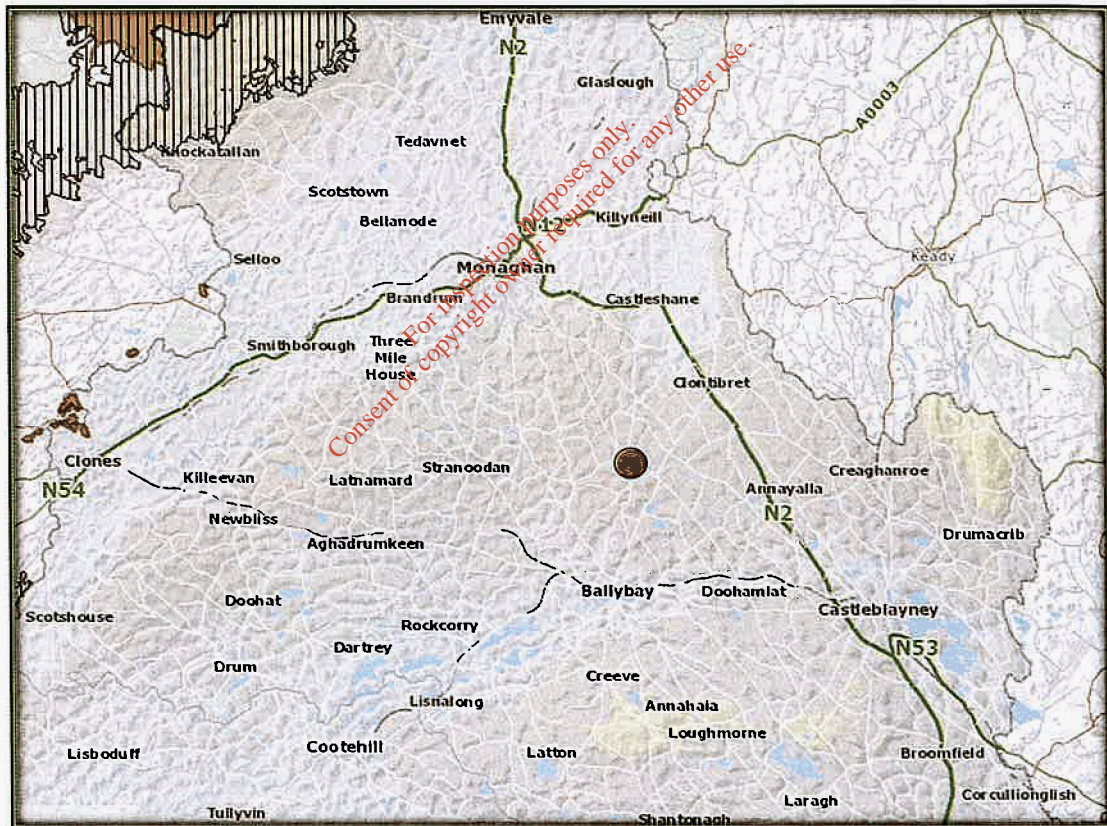 Emyvale
N2
Glaslough
A0003
Tedavnet
Knockatallan
Scotstown
Bellanode
Killyneill
N12
Selloo
Keady
Monaghan
Brandrum
Castleshane
For inspection purposes only.
Consent of copyright owner required for any other use.
Smithborough
Three
Mile
House
Clontibret
Clones
Killeevan
Latnamard
Stranoodan
Creaghanroe
N54
Annayalla
Newbliss
N2
Drumacrib
Aghadrumkeen
Ballybay
Doohamlat
Doohat
Castleblayney
Scotshouse
Rockcorry
Dartrey
N53
Drum
Creeve
Lisnalong
Annahaia
Loughmorne
Cootehill
Lisboduff
Latton
Broomfield
Laragh
Corcullionglish
Tullyvin
Shantonagh